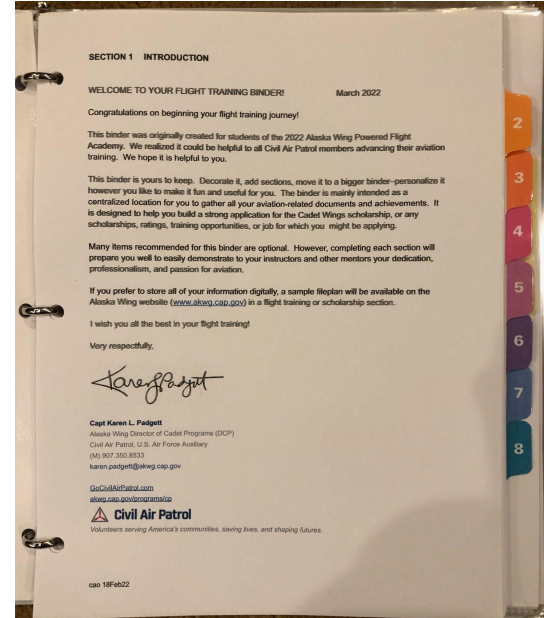 SECTION 1 INTRODUCTION
WELCOME TO YOUR FLIGHT TRAINING BINDER! March 2022
Congratulations on beginning your flight training journey!
This binder was originally created for students of the 2022 Alaska Wing Powered Flight
Academy. We realized it could be helpful to all Civil Air Patrol members advancing their aviation
training. We hope it is helpful to you.
This binder is yours to keep. Decorate it, add sections, move it to a bigger binder–personalize it
however you like to make it fun and useful for you. The binder is mainly intended as a
centralized location for you to gather all your aviation-related documents and achievements. It
is designed to help you build a strong application for the Cadet Wings scholarship, or any
scholarships, ratings, training opportunities, or job for which you might be applying.
Many items recommended for this binder are optional. However, completing each section will
prepare you well to easily demonstrate to your instructors and other mentors your dedication,
professionalism, and passion for aviation.
If you prefer to store all of your information digitally, a sample fileplan will be available on the
Alaska Wing website (www.akwg.cap.gov) in a flight training or scholarship section.
I wish you all the best in your flight training!
Very respectfully,
Karen L Padgett
Capt Karen L. Padgett
Alaska Wing Director of Cadet Programs (DCP)
Civil Air Patrol, U.S. Air Force Auxiliary
(M) 907.350.8533
karen.padgett@akwg.cap.gov
GoCivilAirPatrol.com
akwg.cap.gov/programs/cp
Civil Air Patrol
Volunteers serving America's communities, saving lives, and shaping futures.
cao 18Feb22
2
3
4
5
6
7
8